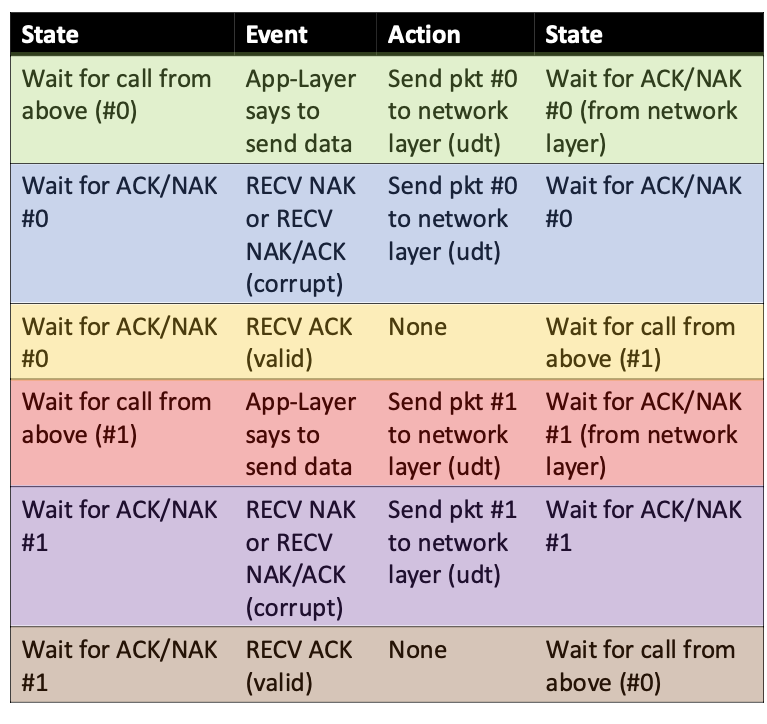 State Event Action State
Wait for call from above (#0) App-Layer says to send data Send pkt #0 to network layer (udt) Wait for ACK/NAK #0 (from network layer)
Wait for ACK/NAK #0 RECV NAK or RECV NAK/ACK (corrupt) Send pkt #0 to network layer (udt) Wait for ACK/NAK #0
Wait for ACK/NAK #0 RECV ACK (valid) None Wait for call from above (#1)
Wait for call from above (#1) App-Layer says to send data Send pkt #1 to network layer (udt) Wait for ACK/NAK #1 (from network layer)
Wait for ACK/NAK #1 RECV NAK or RECV NAK/ACK (corrupt) Send pkt #1 to network layer (udt) Wait for ACK/NAK #1
Wait for ACK/NAK #1 RECV ACK (valid) None Wait for call from above (#0)